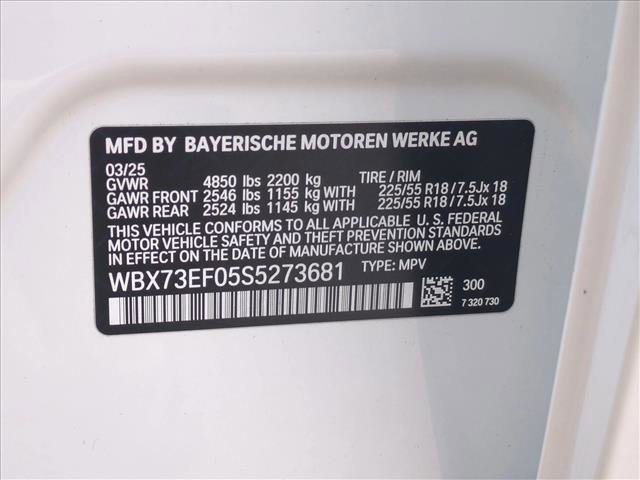 MFD BY BAYERISCHE MOTOREN WERKE AG
03/25
GVWR 4850 lbs 2200 kg TIRE / RIM
GAWR FRONT 2546 lbs 1155 kg WITH 225/55 R18 / 7.5Jx 18
GAWR REAR 2524 lbs 1145 kg WITH 225/55 R18 / 7.5Jx 18
THIS VEHICLE CONFORMS TO ALL APPLICABLE U. S. FEDERAL
MOTOR VEHICLE SAFETY AND THEFT PREVENTION STANDARDS
IN EFFECT ON THE DATE OF MANUFACTURE SHOWN ABOVE.
WBX73EF05S5273681 TYPE: MPV
300
7 320 730